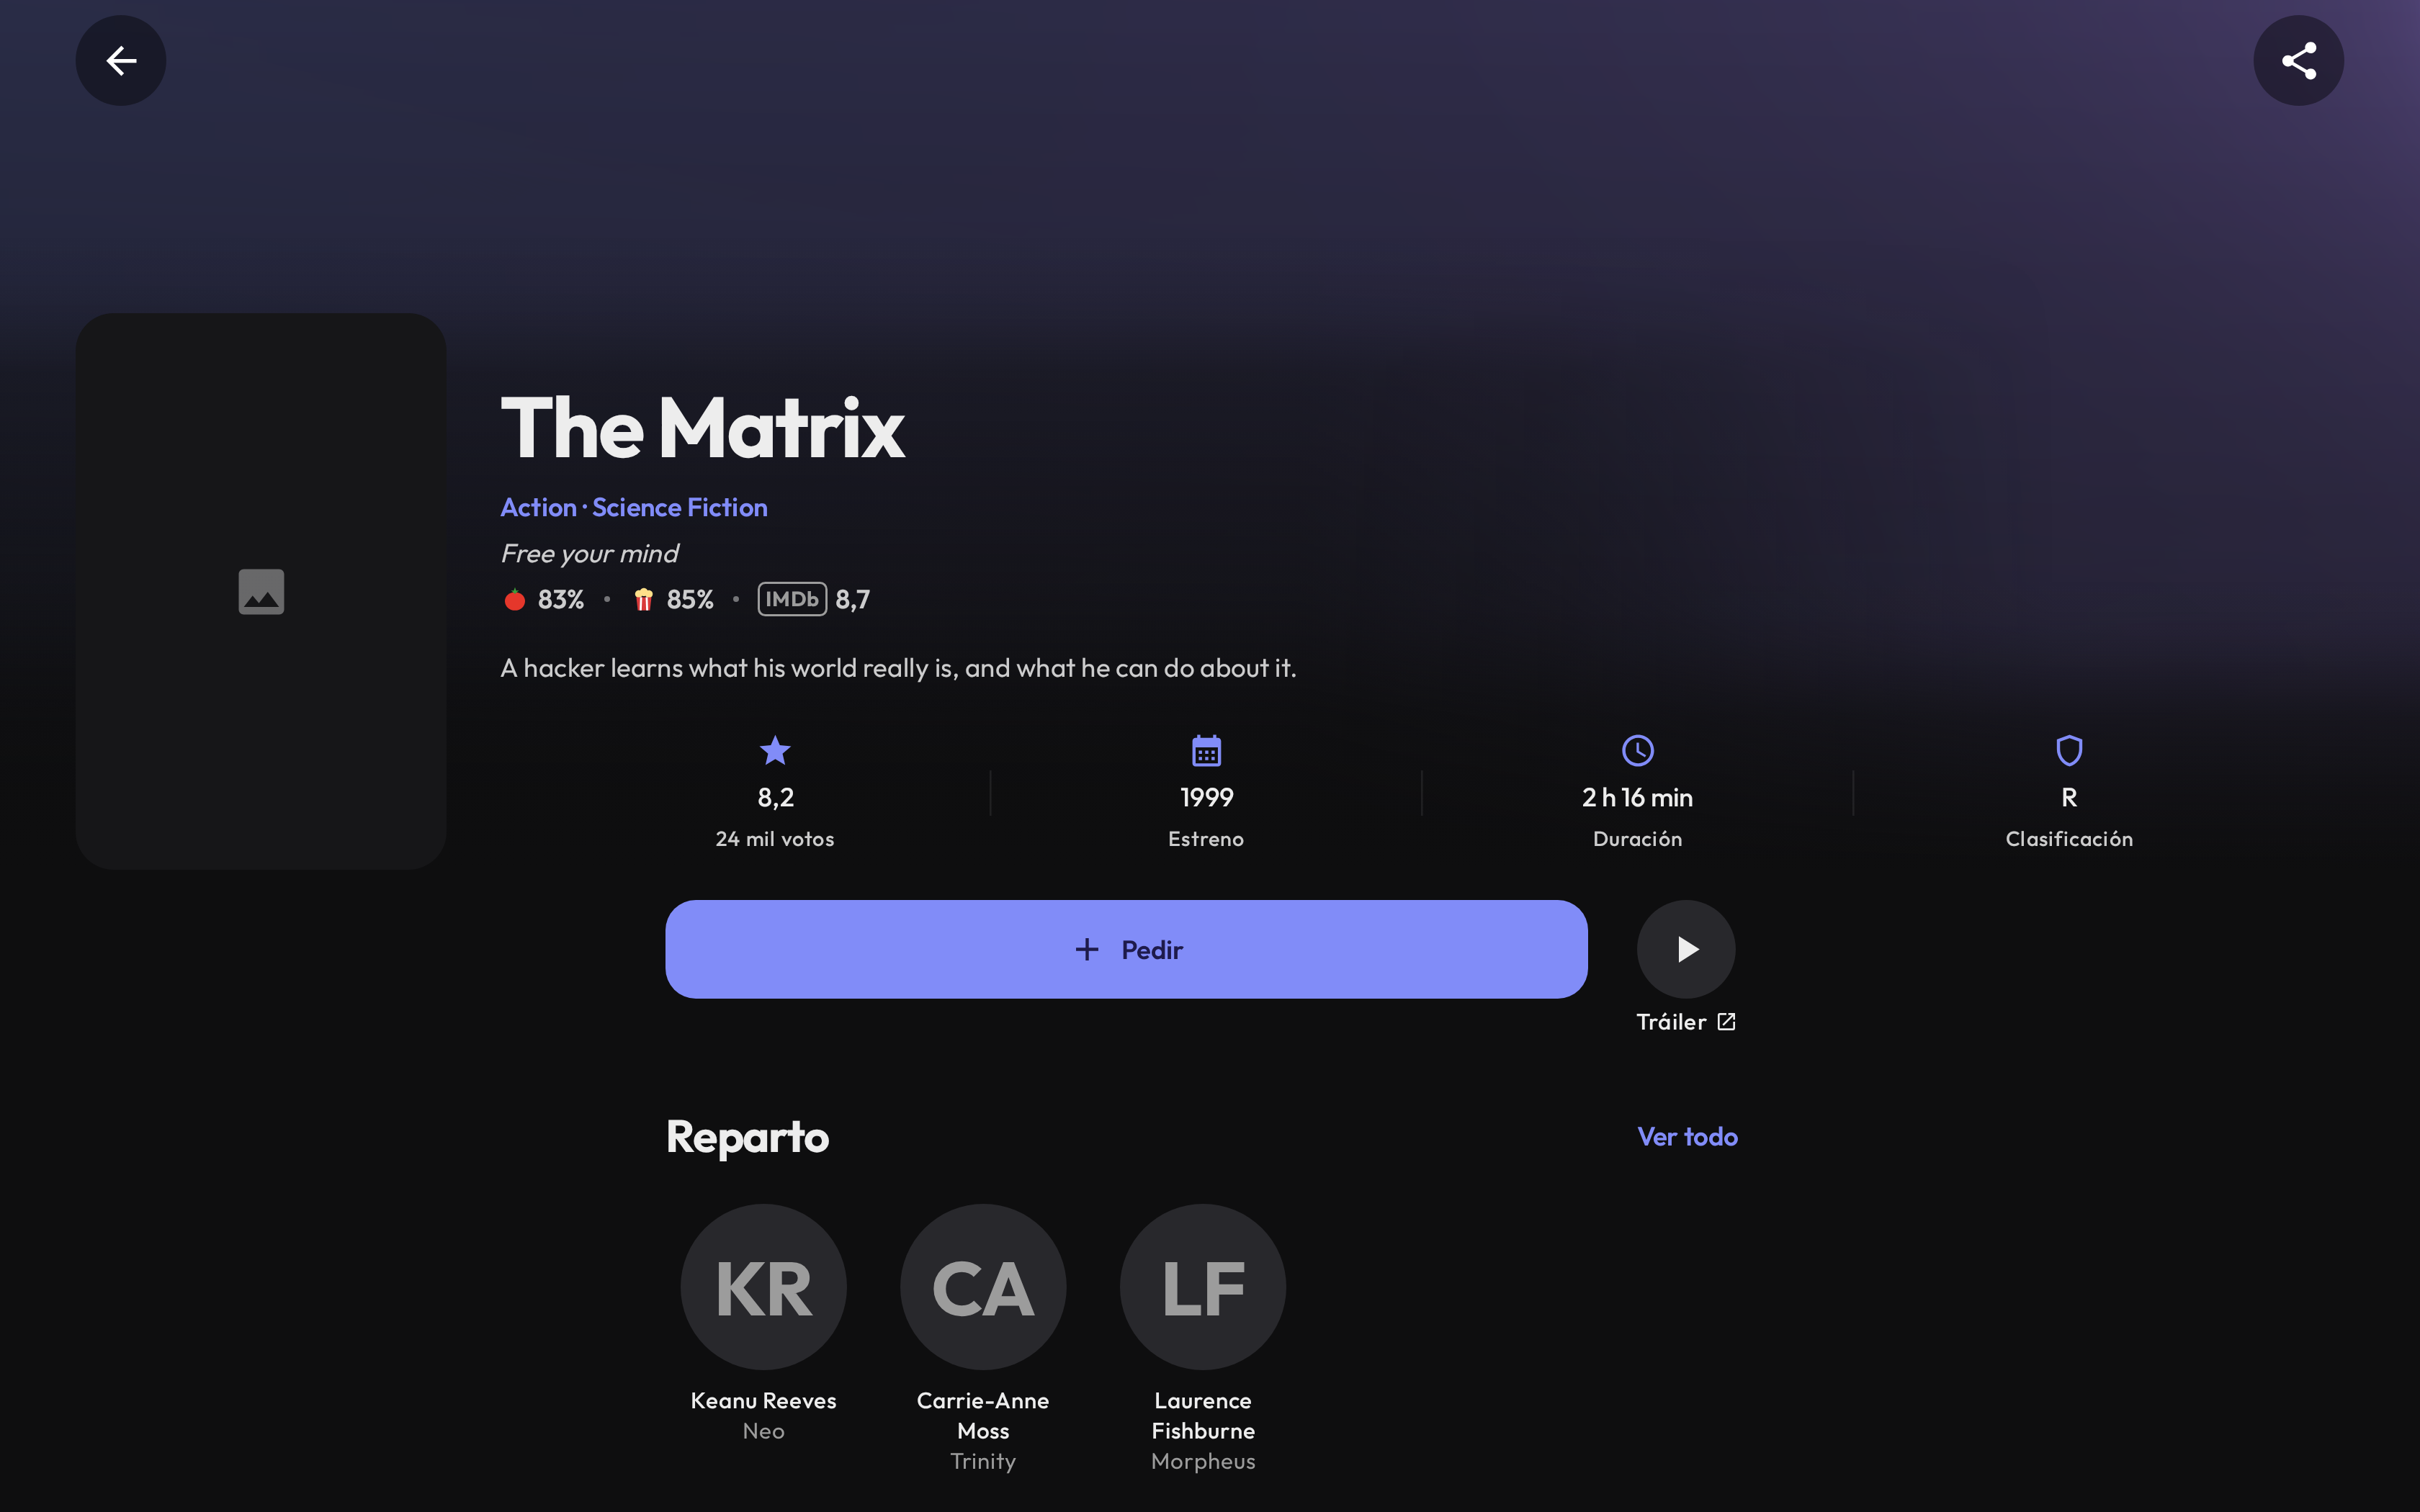 The Matrix
Action · Science Fiction
Free your mind
83% • 85% • IMDb 8,7
A hacker learns what his world really is, and what he can do about it.
8,2
24 mil votos
1999
Estreno
2 h 16 min
Duración
R
Clasificación
Pedir
Tráiler
Reparto
Ver todo
KR
Keanu Reeves
Neo
CA
Carrie-Anne
Moss
Trinity
LF
Laurence
Fishburne
Morpheus